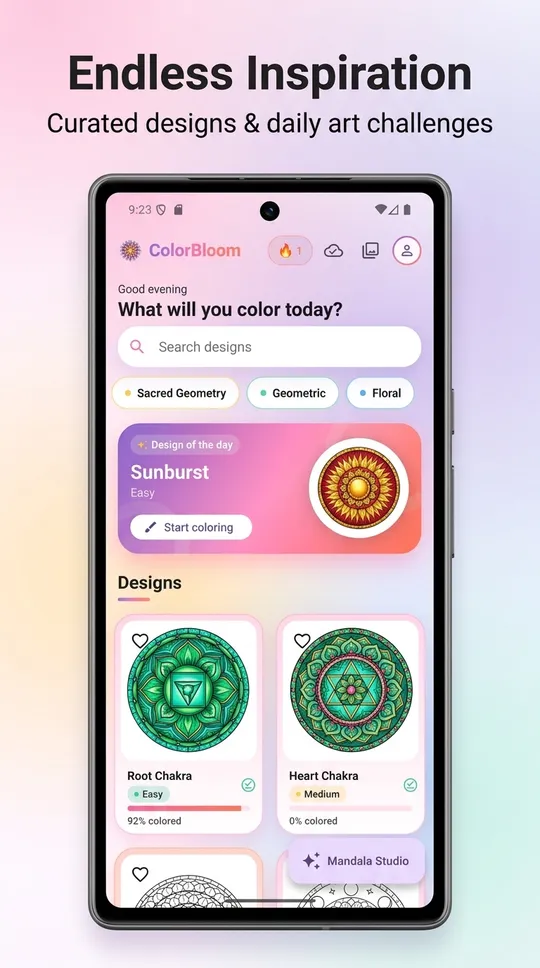 Endless Inspiration
Curated designs & daily art challenges
9:23
ColorBloom
1
Good evening
What will you color today?
Search designs
Sacred Geometry
Geometric
Floral
Design of the day
Sunburst
Easy
Start coloring
Designs
Root Chakra
Heart Chakra
Easy
Medium
92% colored
0% colored
Mandala Studio